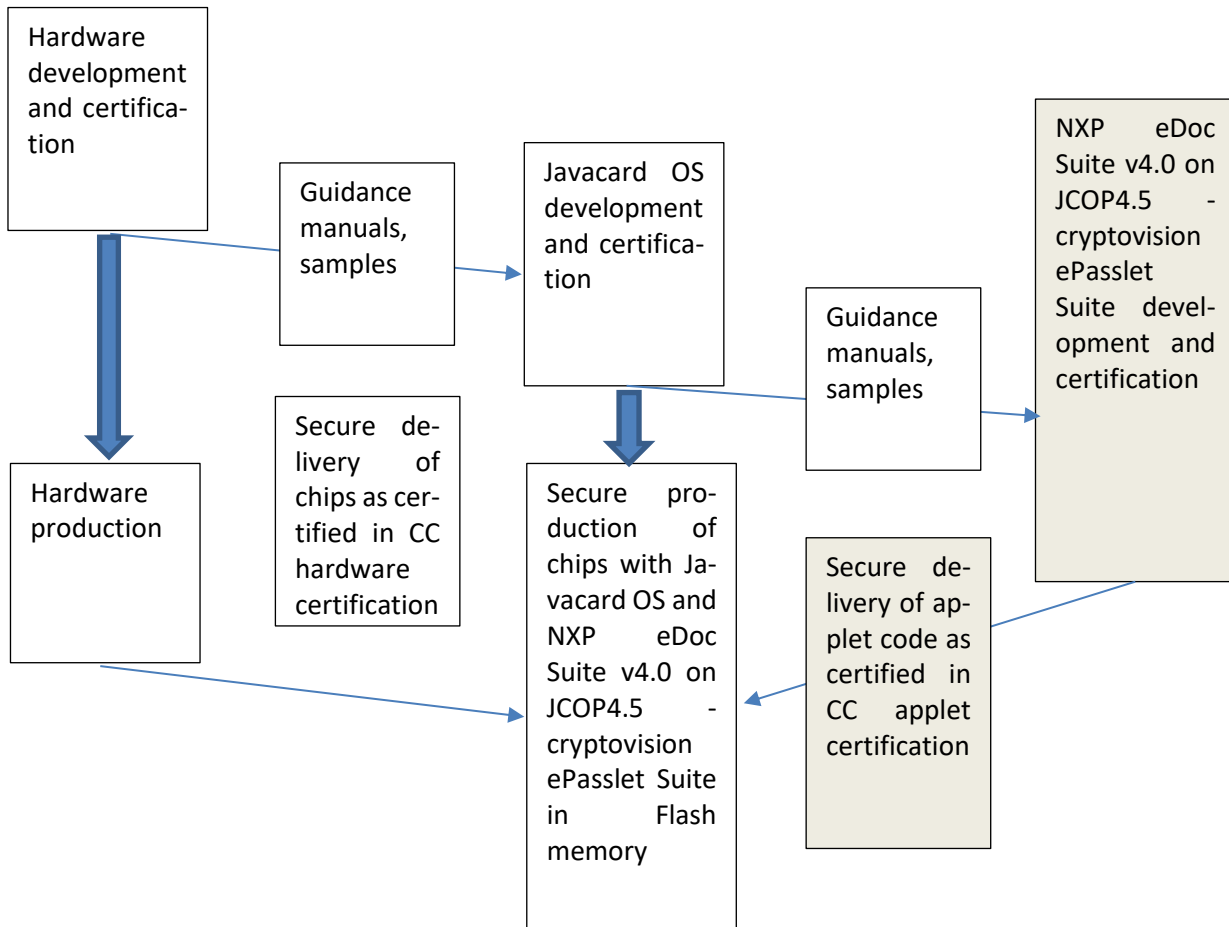 Hardware
development
and certifica-
tion
Guidance
manuals,
samples
Javacard OS
development
and certifica-
tion
NXP eDoc
Suite v4.0 on
JCOP4.5 -
cryptovision
ePasslet
Suite devel-
opment and
certification
Guidance
manuals,
samples
Hardware
production
Secure de-
livery of
chips as cer-
tified in CC
hardware
certification
Secure pro-
duction of
chips with Ja-
vacard OS and
NXP eDoc
Suite v4.0 on
JCOP4.5 -
cryptovision
ePasslet Suite
in Flash
memory
Secure de-
livery of ap-
plet code as
certified in
CC applet
certification